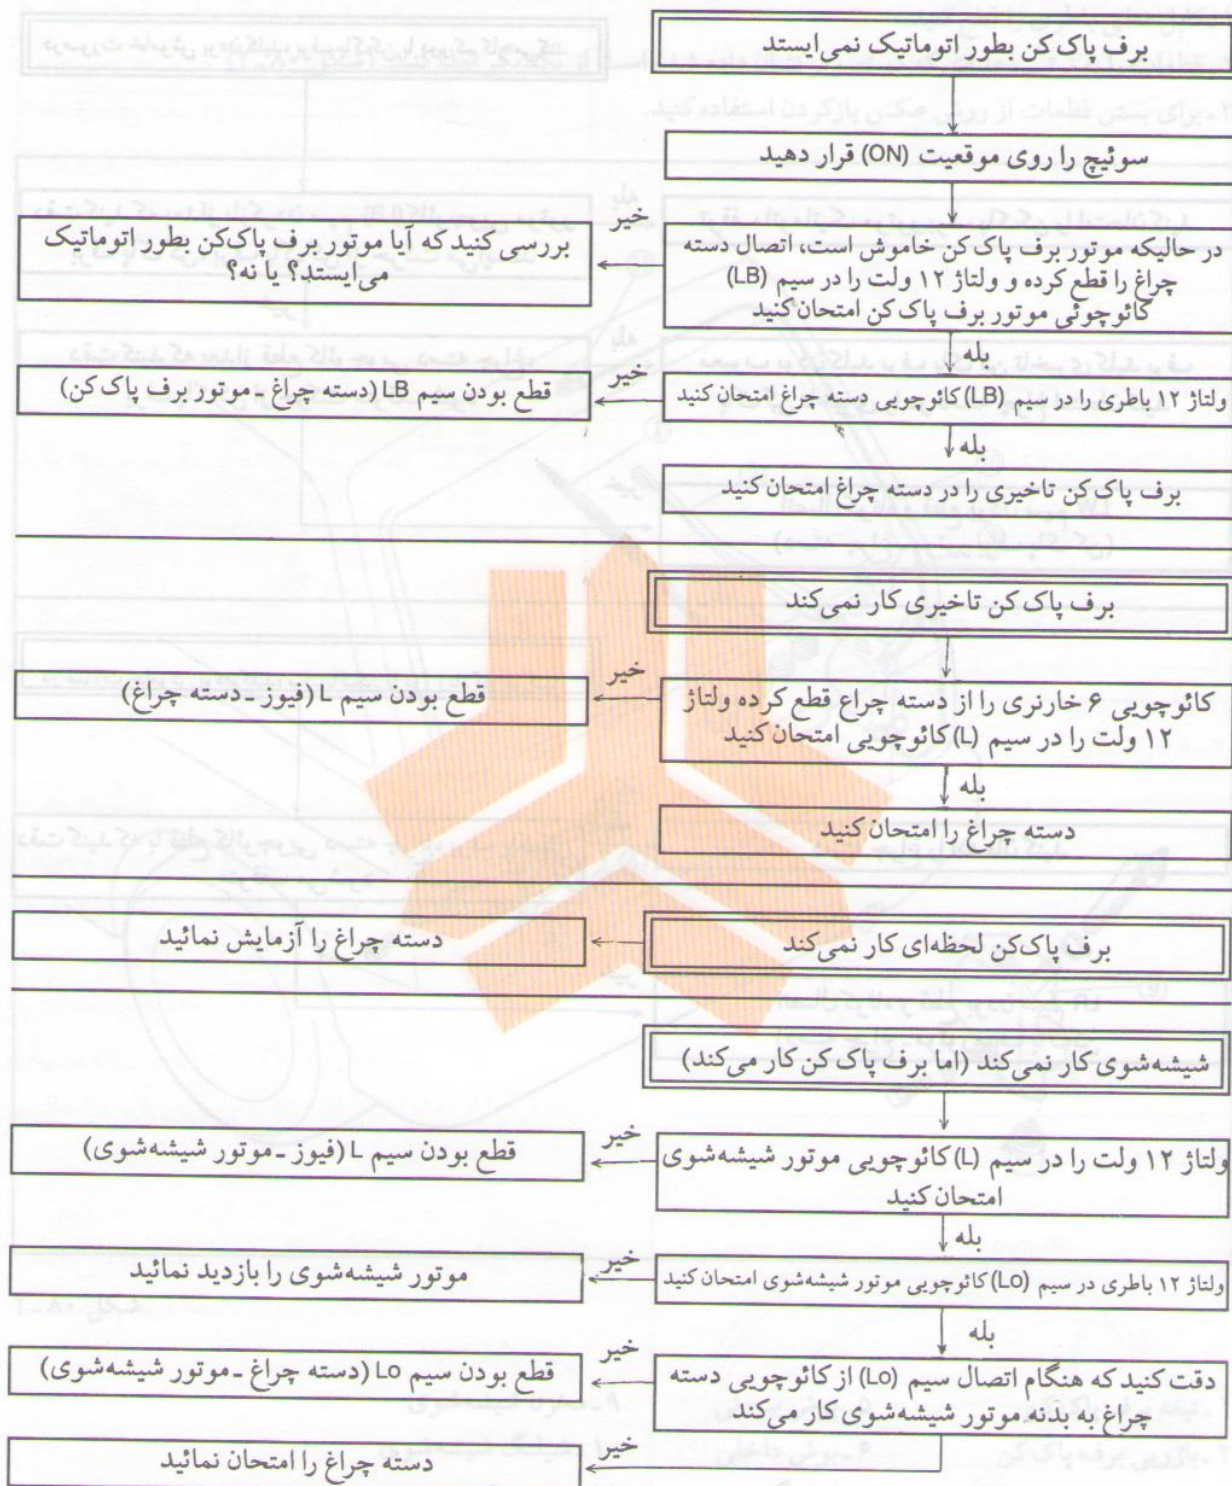 برف پاک کن بطور اتوماتیک نمی‌ایستد
سوئیچ را روی موقعیت (ON) قرار دهید
در حالیکه موتور برف پاک کن خاموش است، اتصال دسته
چراغ را قطع کرده و ولتاژ ۱۲ ولت را در سیم (LB)
کائوچوئی موتور برف پاک کن امتحان کنید
خیر
بررسی کنید که آیا موتور برف پاک‌کن بطور اتوماتیک
می‌ایستد؟ یا نه؟
بله
ولتاژ ۱۲ باطری را در سیم (LB) کائوچویی دسته چراغ امتحان کنید
خیر
قطع بودن سیم LB (دسته چراغ ـ موتور برف پاک کن)
بله
برف پاک کن تاخیری را در دسته چراغ امتحان کنید
برف پاک کن تاخیری کار نمی‌کند
کائوچویی ۶ خارنری را از دسته چراع قطع کرده ولتاژ
۱۲ ولت را در سیم (L) کائوچویی امتحان کنید
خیر
قطع بودن سیم L (فیوز ـ دسته چراغ)
بله
دسته چراغ را امتحان کنید
برف پاک‌کن لحظه‌ای کار نمی‌کند
دسته چراغ را آزمایش نمائید
شیشه‌شوی کار نمی‌کند (اما برف پاک کن کار می‌کند)
ولتاژ ۱۲ ولت را در سیم (L) کائوچویی موتور شیشه‌شوی
امتحان کنید
خیر
قطع بودن سیم L (فیوز ـ موتور شیشه‌شوی)
بله
ولتاژ ۱۲ باطری در سیم (Lo) کائوچویی موتور شیشه‌شوی امتحان کنید
خیر
موتور شیشه‌شوی را بازدید نمائید
بله
دقت کنید که هنگام اتصال سیم (Lo) از کائوچویی دسته
چراغ به بدنه موتور شیشه‌شوی کار می‌کند
خیر
قطع بودن سیم Lo (دسته چراغ ـ موتور شیشه‌شوی)
خیر
دسته چراغ را امتحان نمائید